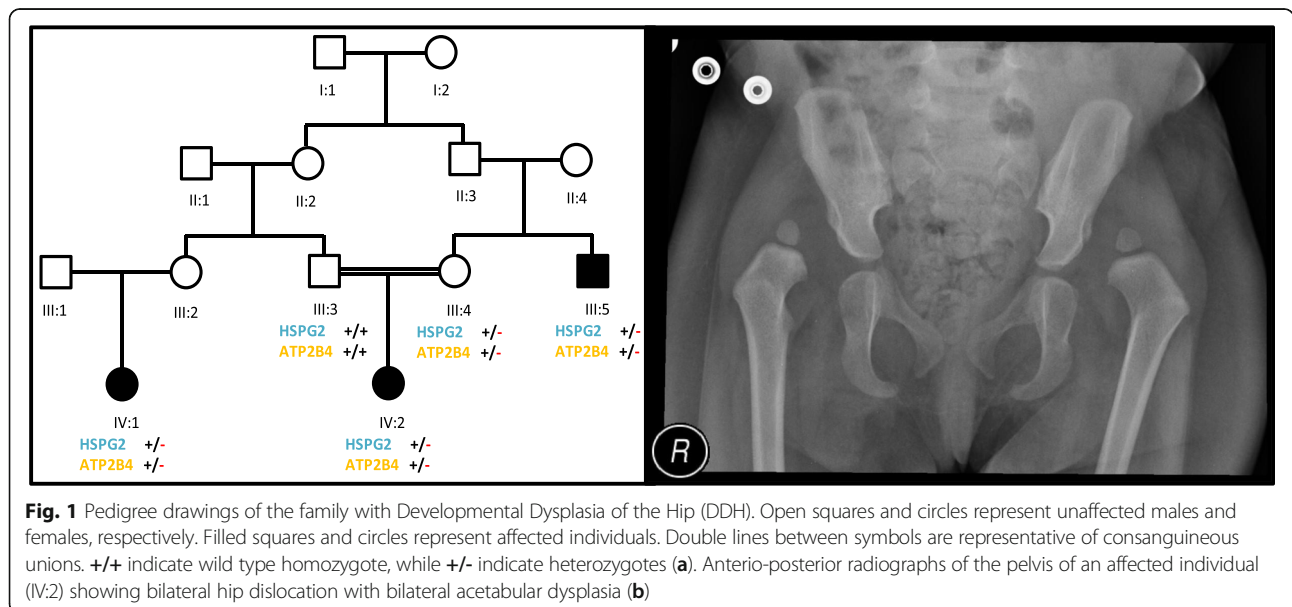 I:1 I:2
II:1 II:2 II:3 II:4
III:1 III:2 III:3 III:4 III:5
HSPG2 +/+ HSPG2 +/- HSPG2 +/-
ATP2B4 +/+ ATP2B4 +/- ATP2B4 +/-
IV:1 IV:2
HSPG2 +/- HSPG2 +/-
ATP2B4 +/- ATP2B4 +/-
R
Fig. 1 Pedigree drawings of the family with Developmental Dysplasia of the Hip (DDH). Open squares and circles represent unaffected males and
females, respectively. Filled squares and circles represent affected individuals. Double lines between symbols are representative of consanguineous
unions. +/+ indicate wild type homozygote, while +/- indicate heterozygotes (a). Anterio-posterior radiographs of the pelvis of an affected individual
(IV:2) showing bilateral hip dislocation with bilateral acetabular dysplasia (b)